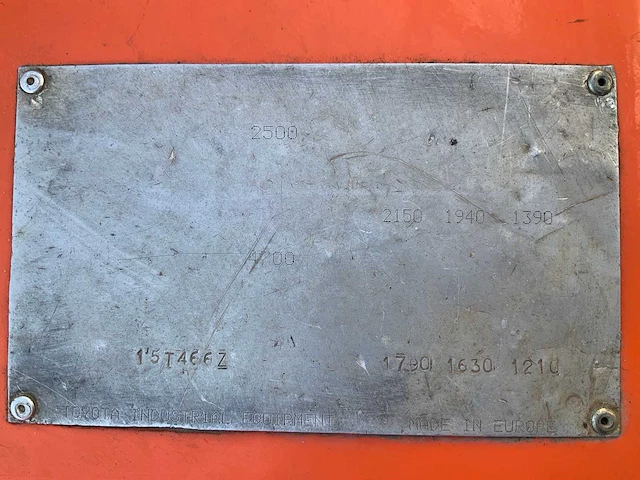 2500
2150 1940 1390
4700
1'5T466Z 1790 1630 1210
TOYOTA INDUSTRIAL EQUIPMENT MADE IN EUROPE